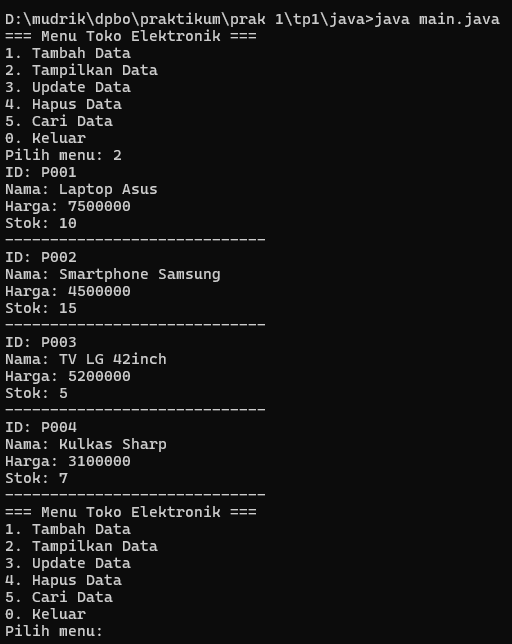 D:\mudrik\dpbo\praktikum\prak 1\tp1\java>java main.java
=== Menu Toko Elektronik ===
1. Tambah Data
2. Tampilkan Data
3. Update Data
4. Hapus Data
5. Cari Data
0. Keluar
Pilih menu: 2
ID: P001
Nama: Laptop Asus
Harga: 7500000
Stok: 10
-----------------------------
ID: P002
Nama: Smartphone Samsung
Harga: 4500000
Stok: 15
-----------------------------
ID: P003
Nama: TV LG 42inch
Harga: 5200000
Stok: 5
-----------------------------
ID: P004
Nama: Kulkas Sharp
Harga: 3100000
Stok: 7
-----------------------------
=== Menu Toko Elektronik ===
1. Tambah Data
2. Tampilkan Data
3. Update Data
4. Hapus Data
5. Cari Data
0. Keluar
Pilih menu: